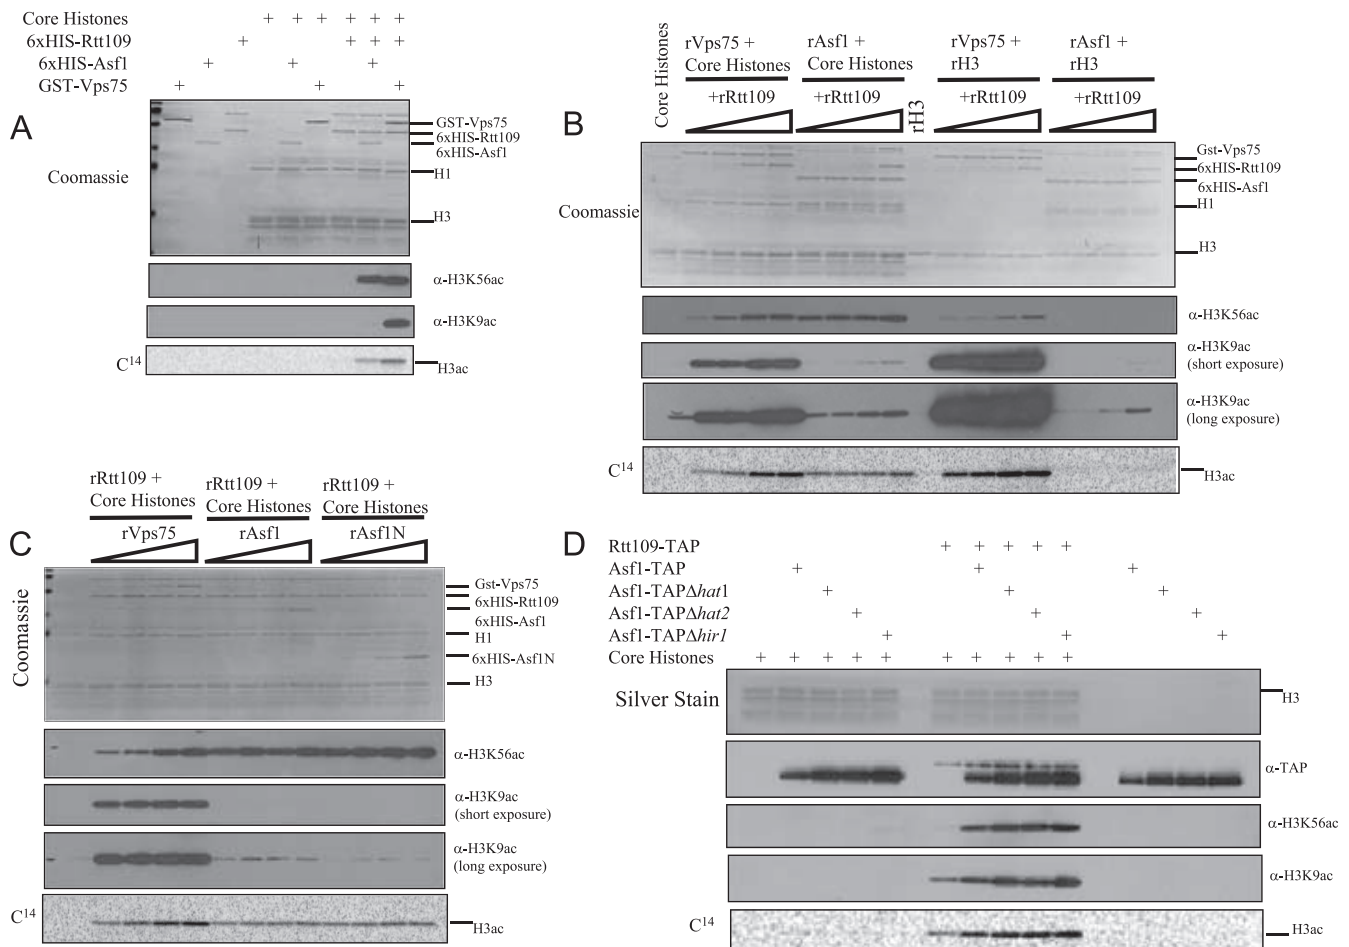 A
Core Histones + + + + + +
6xHIS-Rtt109 + + + +
6xHIS-Asf1 + + +
GST-Vps75 + + +
Coomassie
GST-Vps75
6xHIS-Rtt109
6xHIS-Asf1
H1
H3
α-H3K56ac
α-H3K9ac
C14
H3ac
B
Core Histones
rVps75 +
Core Histones
rAsf1 +
Core Histones
rH3
rVps75 +
rH3
rAsf1 +
rH3
+rRtt109 +rRtt109 +rRtt109 +rRtt109
Coomassie
Gst-Vps75
6xHIS-Rtt109
6xHIS-Asf1
H1
H3
α-H3K56ac
α-H3K9ac
(short exposure)
α-H3K9ac
(long exposure)
C14
H3ac
C
rRtt109 +
Core Histones
rRtt109 +
Core Histones
rRtt109 +
Core Histones
rVps75 rAsf1 rAsf1N
Coomassie
Gst-Vps75
6xHIS-Rtt109
6xHIS-Asf1
H1
6xHIS-Asf1N
H3
α-H3K56ac
α-H3K9ac
(short exposure)
α-H3K9ac
(long exposure)
C14
H3ac
D
Rtt109-TAP + + + + +
Asf1-TAP + + +
Asf1-TAPΔhat1 + + +
Asf1-TAPΔhat2 + + +
Asf1-TAPΔhir1 + + +
Core Histones + + + + + + + + + +
Silver Stain
H3
α-TAP
α-H3K56ac
α-H3K9ac
C14
H3ac